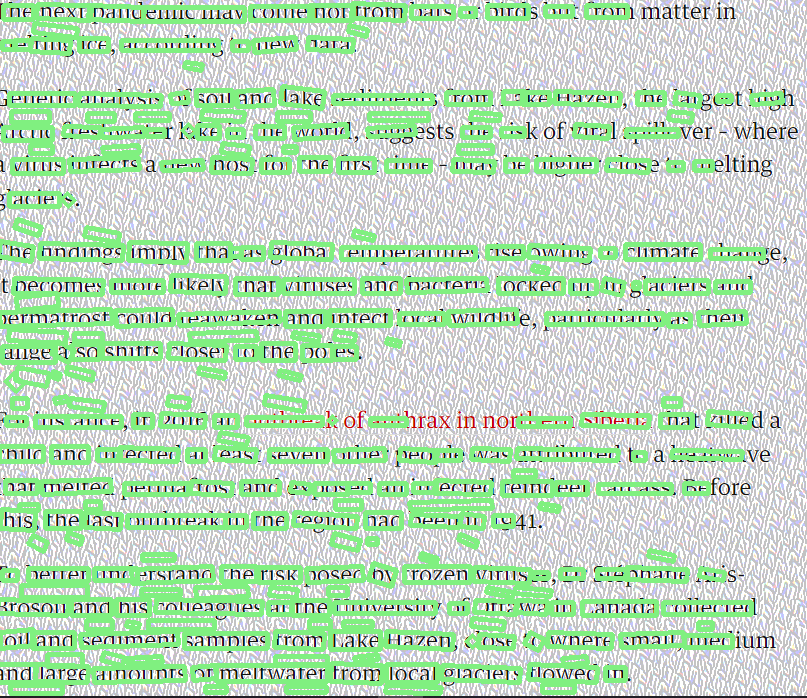 The next pandemic may come not from bats or birds but from matter in
melting ice, according to new data.
Genetic analysis of soil and lake sediments from Lake Hazen, the largest high
Arctic freshwater lake in the world, suggests the risk of viral spillover - where
a virus infects a new host for the first time - may be higher close to melting
glaciers.
The findings imply that as global temperatures rise owing to climate change,
it becomes more likely that viruses and bacteria locked up in glaciers and
permafrost could reawaken and infect local wildlife, particularly as their
range also shifts closer to the poles.
For instance, in 2016 an outbreak of anthrax in northern Siberia that killed a
child and infected at least seven other people was attributed to a heatwave
that melted permafrost and exposed an infected reindeer carcass. Before
this, the last outbreak in the region had been in 1941.
To better understand the risk posed by frozen viruses, Dr Stéphane Aris-
Brosou and his colleagues at the University of Ottawa in Canada collected
soil and sediment samples from Lake Hazen, close to where small, medium
and large amounts of meltwater from local glaciers flowed in.